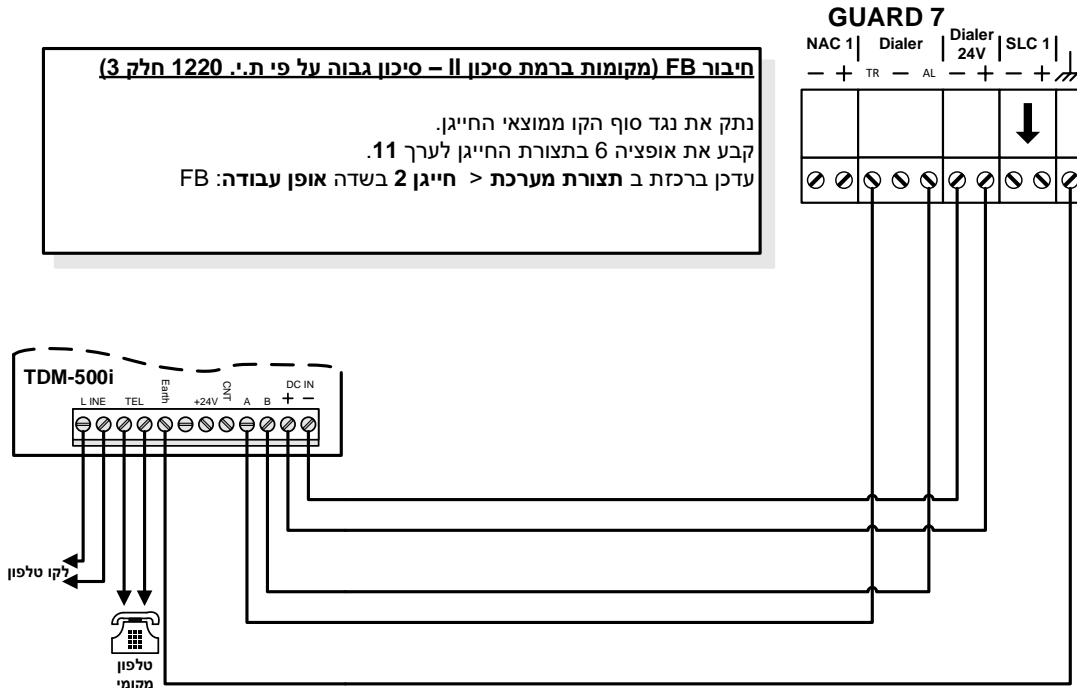 GUARD 7
NAC 1 Dialer Dialer 24V SLC 1
− + TR − AL − + − +
חיבור FB (מקומות ברמת סיכון II – סיכון גבוה על פי ת.י. 1220 חלק 3)
נתק את נגד סוף הקו ממוצאי החייגן.
קבע את אופציה 6 בתצורת החייגן לערך 11.
עדכן ברכזת ב תצורת מערכת > חייגן 2 בשדה אופן עבודה: FB
TDM-500i
L INE TEL Earth +24V CNT A B DC IN
+ −
לקו טלפון
טלפון
מקומי